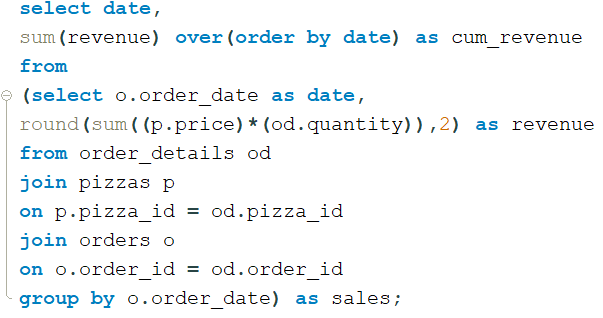 select date,
sum(revenue) over(order by date) as cum_revenue
from
(select o.order_date as date,
round(sum((p.price)*(od.quantity)),2) as revenue
from order_details od
join pizzas p
on p.pizza_id = od.pizza_id
join orders o
on o.order_id = od.order_id
group by o.order_date) as sales;